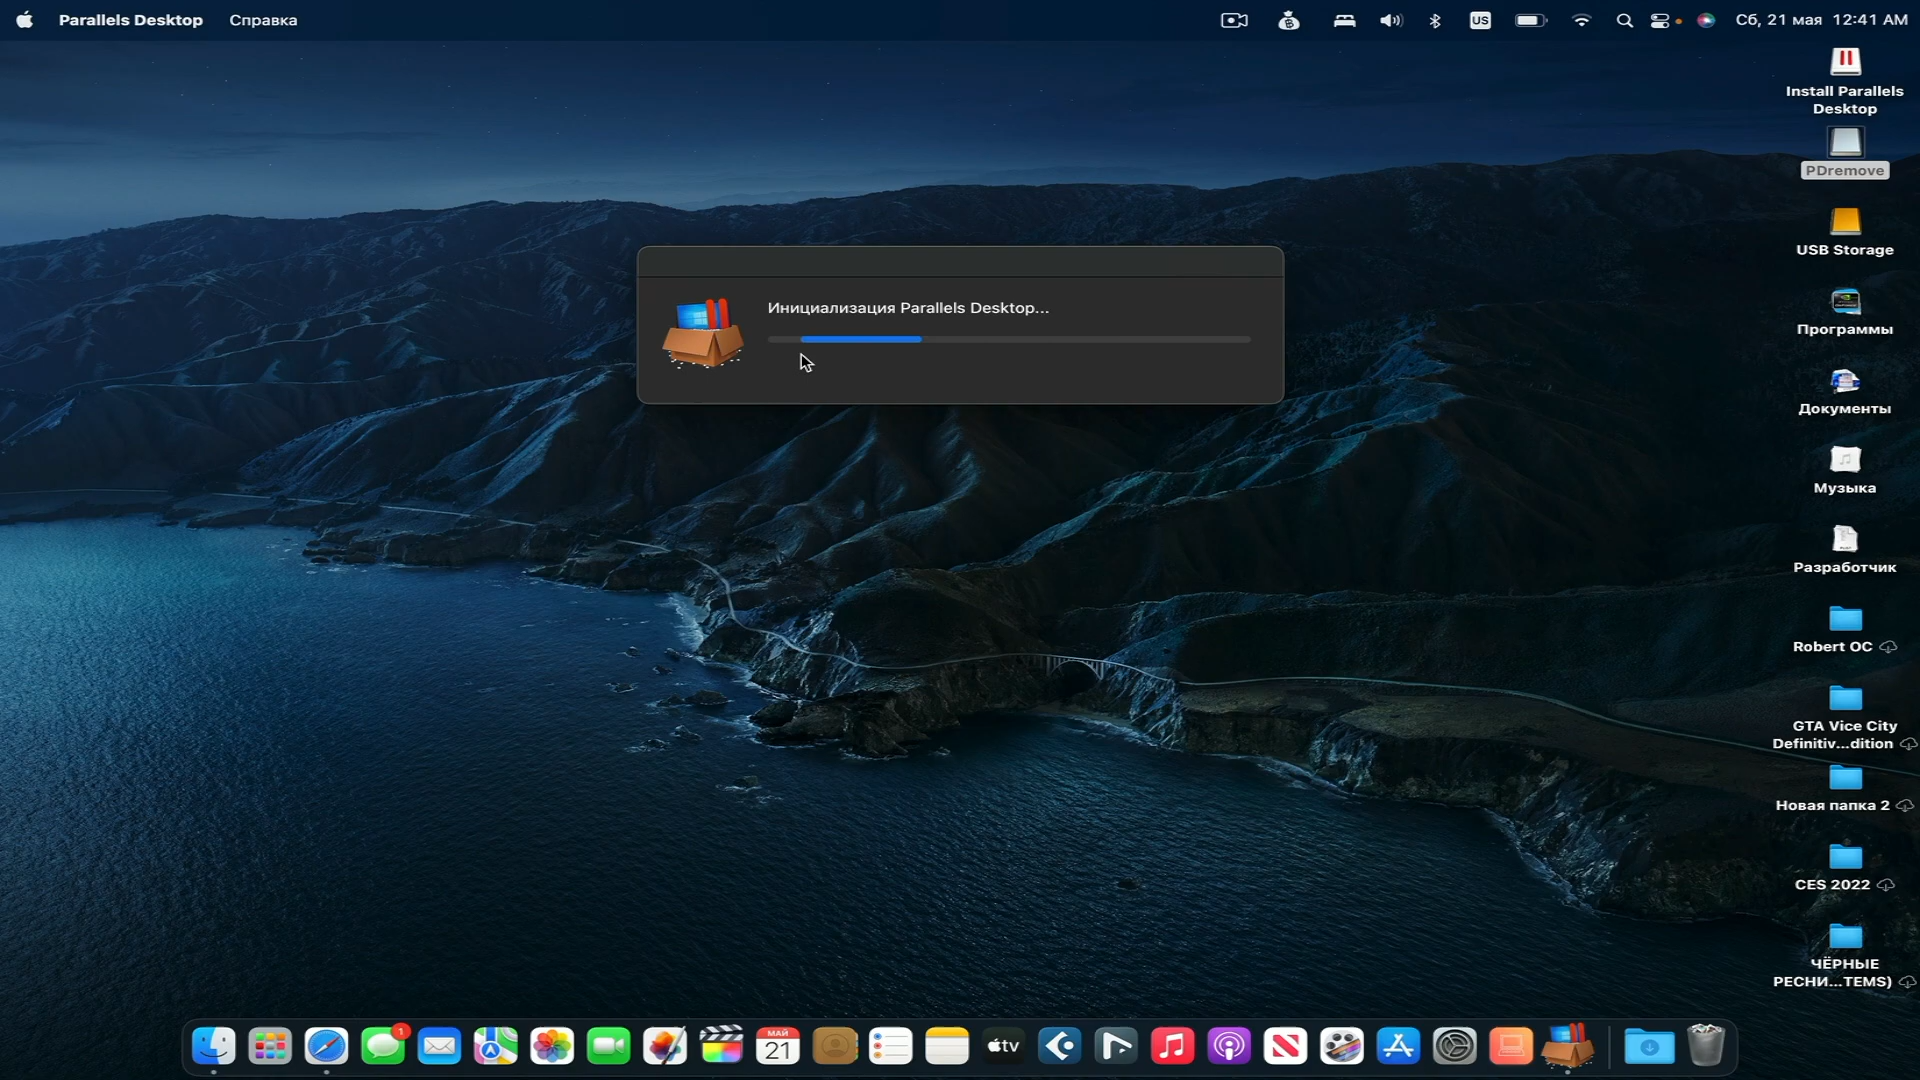 Parallels Desktop Справка
US
Сб, 21 мая 12:41 AM
Install Parallels
Desktop
PDremove
USB Storage
Программы
Документы
Музыка
Разработчик
Robert OC
GTA Vice City
Definitiv...dition
Новая папка 2
CES 2022
ЧЁРНЫЕ
РЕСНИ...TEMS)
Инициализация Parallels Desktop...
1
МАЙ
21
tv